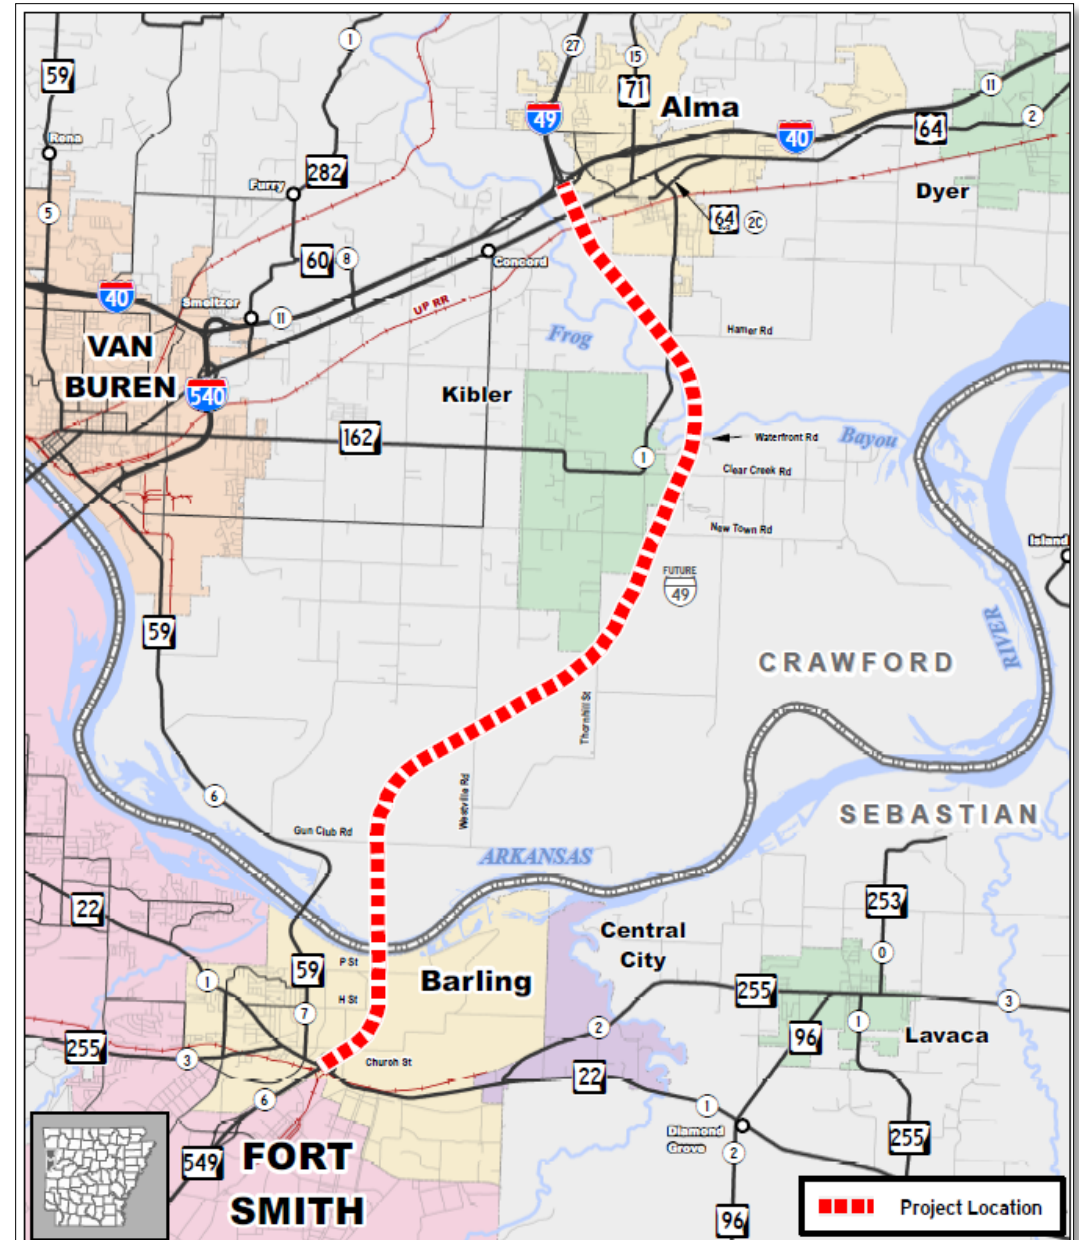 1
27
15
59
71
Alma
11
49
40
64
2
Rena
282
Furry
Dyer
5
64
2C
60
8
Concord
40
Smeltzer
11
UP RR
Hamer Rd
Frog
VAN
BUREN
540
Kibler
162
Waterfront Rd
Bayou
1
Clear Creek Rd
New Town Rd
Island
FUTURE
49
59
RIVER
CRAWFORD
Thornhill St
6
Westville Rd
SEBASTIAN
Gun Club Rd
ARKANSAS
22
253
Central
City
P St
0
59
Barling
1
H St
255
3
7
2
1
96
Lavaca
255
3
Church St
22
6
1
Diamond
Grove
255
2
549
FORT
SMITH
96
Project Location